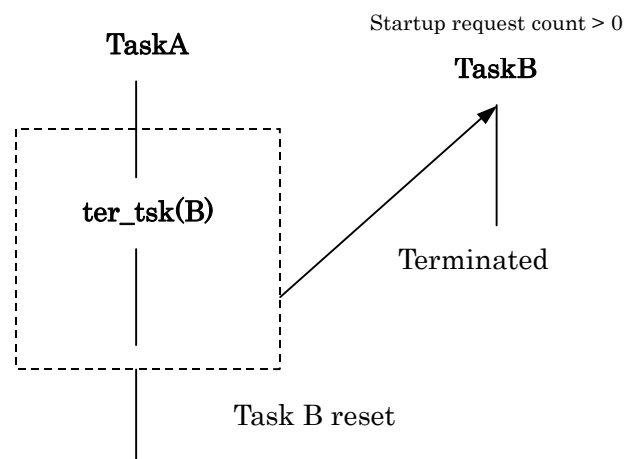 Startup request count > 0
TaskA
TaskB
ter_tsk(B)
Terminated
Task B reset